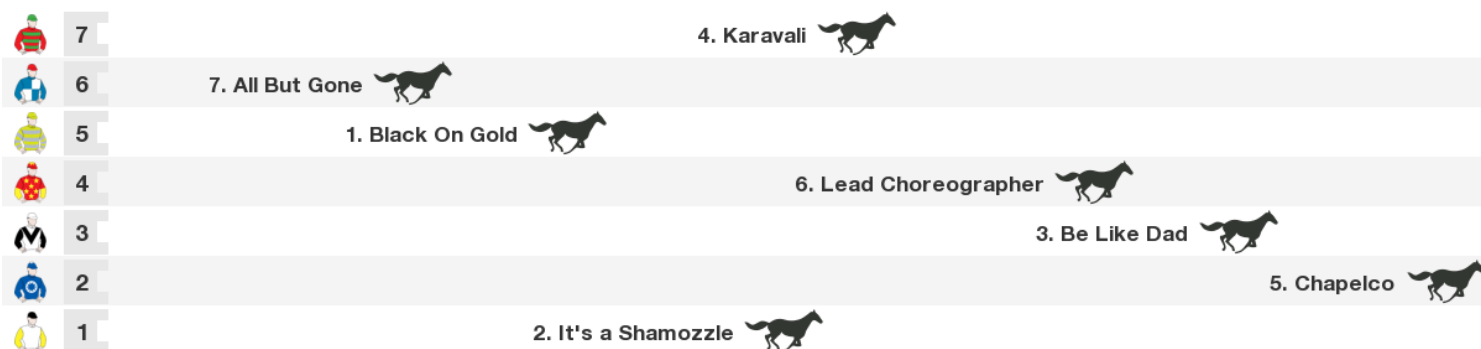 7 4. Karavali
6 7. All But Gone
5 1. Black On Gold
4 6. Lead Choreographer
3 3. Be Like Dad
2 5. Chapelco
1 2. It's a Shamozzle